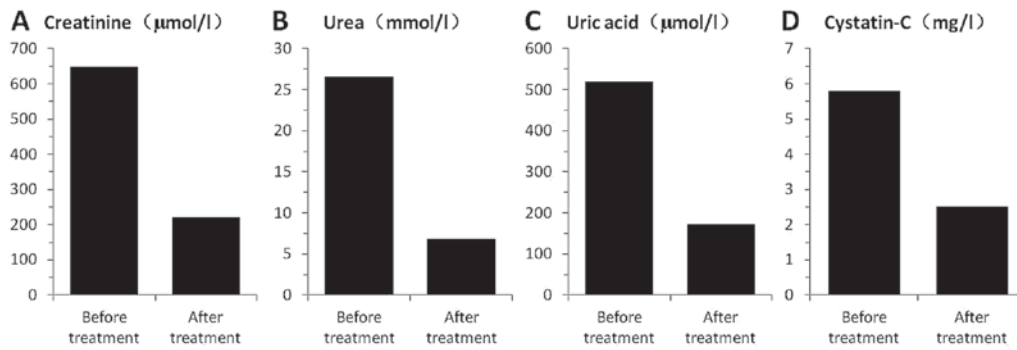 A Creatinine（μmol/l）
700
600
500
400
300
200
100
0
Before treatment
After treatment
B Urea（mmol/l）
30
25
20
15
10
5
0
Before treatment
After treatment
C Uric acid（μmol/l）
600
500
400
300
200
100
0
Before treatment
After treatment
D Cystatin-C（mg/l）
7
6
5
4
3
2
1
0
Before treatment
After treatment